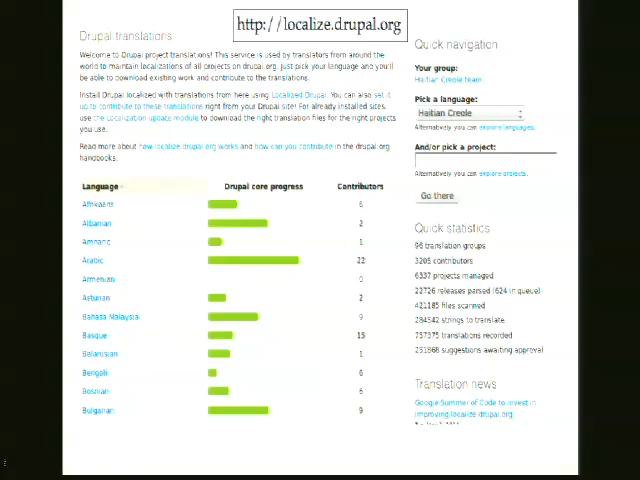 http://localize.drupal.org
Drupal translations
Welcome to Drupal project translations! This service is used by translators from around the
world to maintain localizations of all projects on drupal.org. Just pick your language and you'll
be able to download existing work and contribute to the translations.
Install Drupal localized with translations from here using Localized Drupal. You can also set it
up to contribute to these translations right from your Drupal site! For already installed sites,
use the Localization update module to download the right translation files for the right projects
you use.
Read more about how localize.drupal.org works and how can you contribute in the drupal.org
handbooks.
Language Drupal core progress Contributors
Afrikaans 6
Albanian 2
Amharic 1
Arabic 22
Armenian 0
Asturian 2
Bahasa Malaysia 9
Basque 15
Belarusian 1
Bengali 6
Bosnian 6
Bulgarian 9
Quick navigation
Your group:
Haitian Creole team
Pick a language:
Haitian Creole
Alternatively you can explore languages.
And/or pick a project:
Alternatively you can explore projects.
Go there
Quick statistics
96 translation groups
3205 contributors
6337 projects managed
22726 releases parsed (624 in queue)
421185 files scanned
284542 strings to translate
757375 translations recorded
231868 suggestions awaiting approval
Translation news
Google Summer of Code to invest in
improving localize.drupal.org